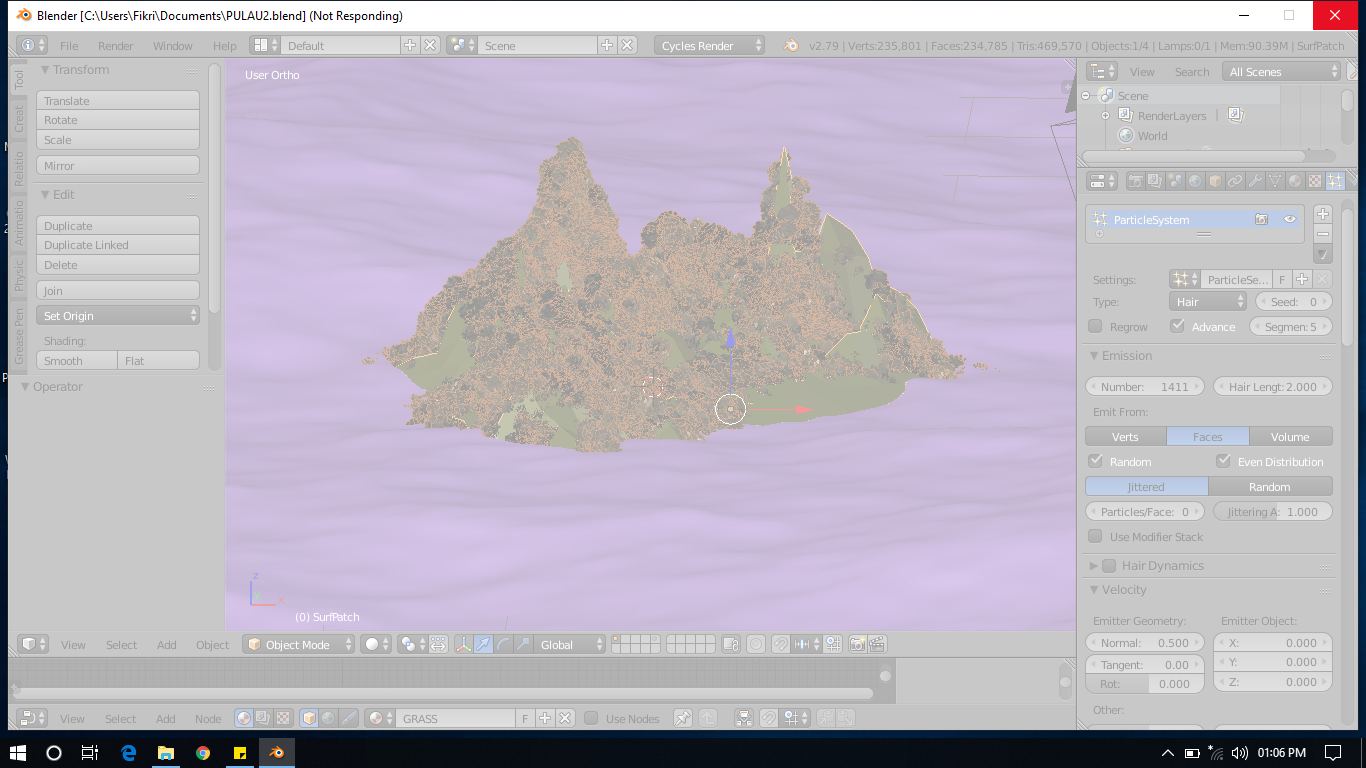 Blender [C:\Users\Fikri\Documents\PULAU2.blend] (Not Responding)
File Render Window Help Default Scene Cycles Render v2.79 | Verts:235,801 | Faces:234,785 | Tris:469,570 | Objects:1/4 | Lamps:0/1 | Mem:90.39M | SurfPatch
Tool
Creat
Relatio
Animatio
Physic
Grease Pen
Transform
Translate
Rotate
Scale
Mirror
Edit
Duplicate
Duplicate Linked
Delete
Join
Set Origin
Shading:
Smooth Flat
Operator
User Ortho
z
Y
x
(0) SurfPatch
View Search All Scenes
Scene
RenderLayers
World
ParticleSystem
Settings: ParticleSe... F
Type: Hair Seed: 0
Regrow Advance Segmen: 5
Emission
Number: 1411 Hair Lengt: 2.000
Emit From:
Verts Faces Volume
Random Even Distribution
Jittered Random
Particles/Face: 0 Jittering A: 1.000
Use Modifier Stack
Hair Dynamics
Velocity
Emitter Geometry: Emitter Object:
Normal: 0.500 X: 0.000
Tangent: 0.00 Y: 0.000
Rot: 0.000 Z: 0.000
Other:
View Select Add Object Object Mode Global
View Select Add Node GRASS F Use Nodes
01:06 PM